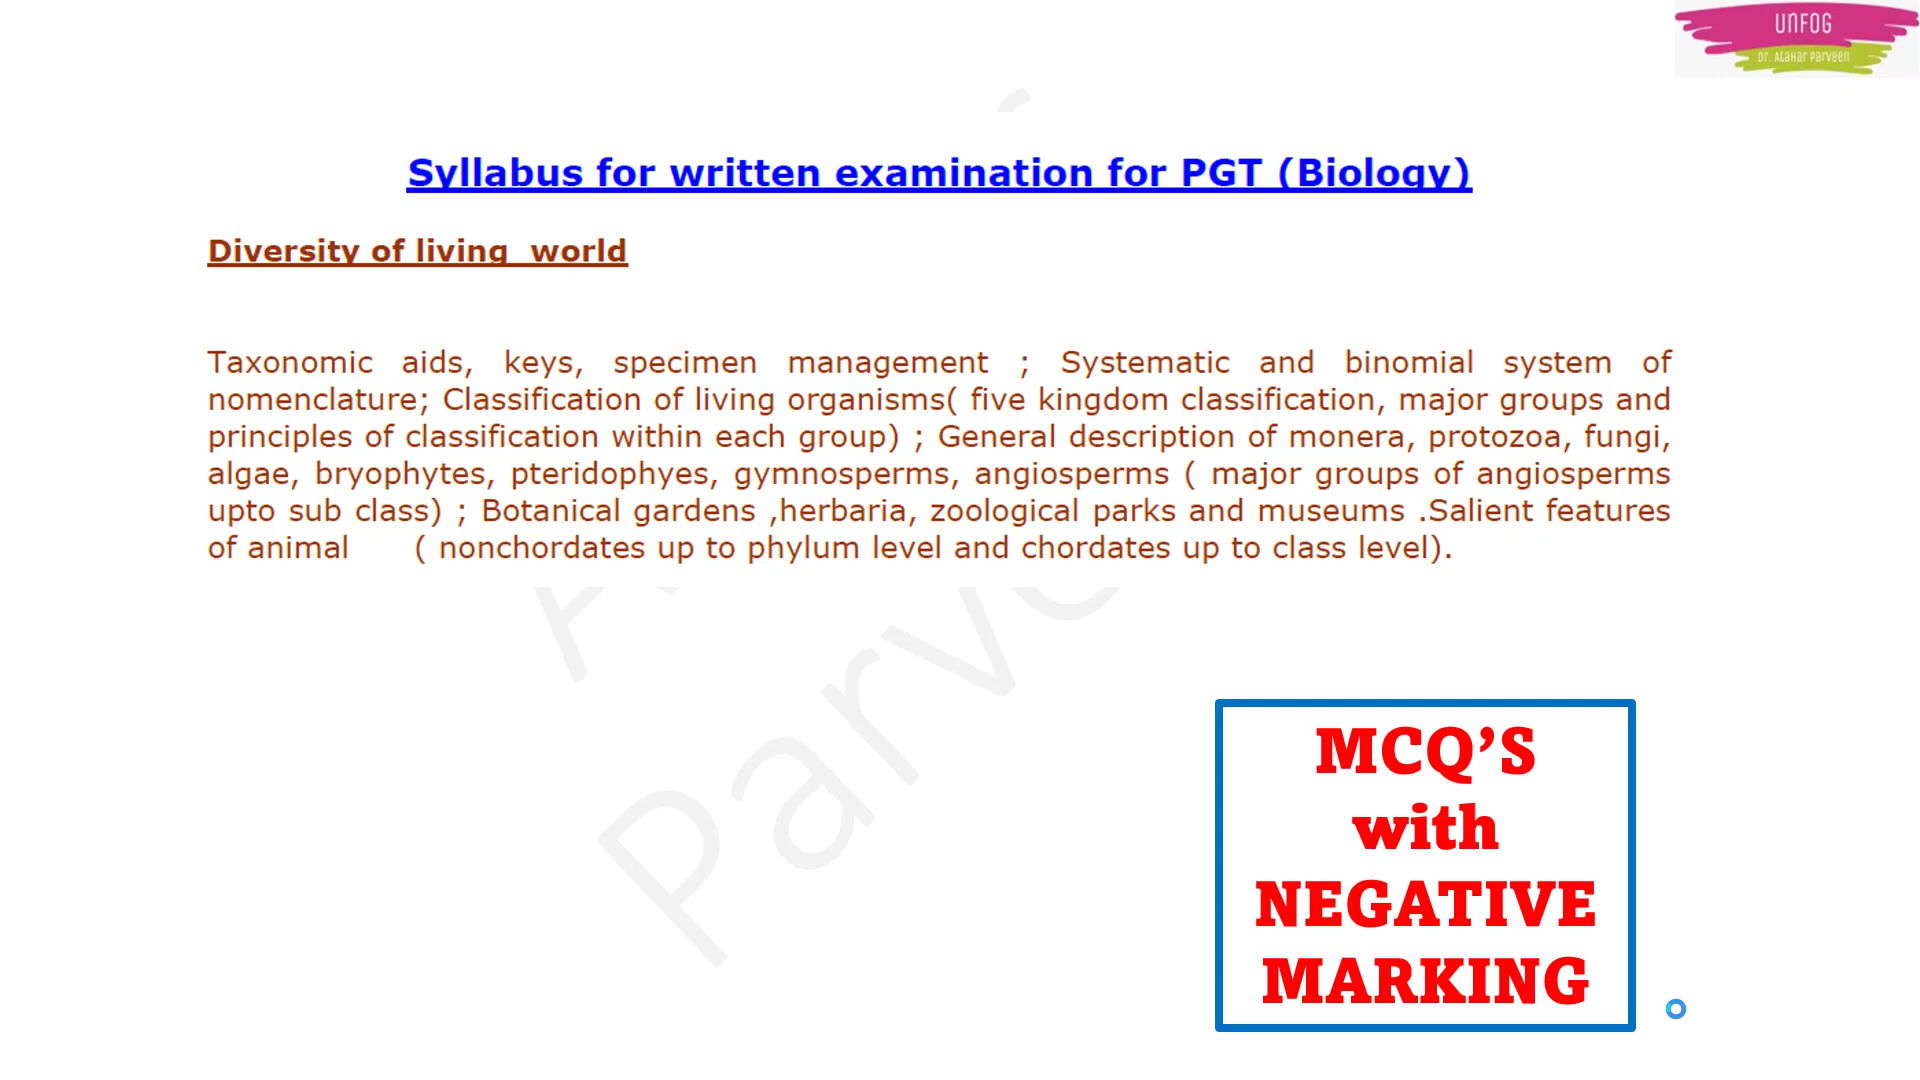 UNFOG
Dr. Atahar Parveen
Syllabus for written examination for PGT (Biology)
Diversity of living world
Taxonomic aids, keys, specimen management ; Systematic and binomial system of
nomenclature; Classification of living organisms( five kingdom classification, major groups and
principles of classification within each group) ; General description of monera, protozoa, fungi,
algae, bryophytes, pteridophyes, gymnosperms, angiosperms ( major groups of angiosperms
upto sub class) ; Botanical gardens ,herbaria, zoological parks and museums .Salient features
of animal ( nonchordates up to phylum level and chordates up to class level).
MCQ’S
with
NEGATIVE
MARKING